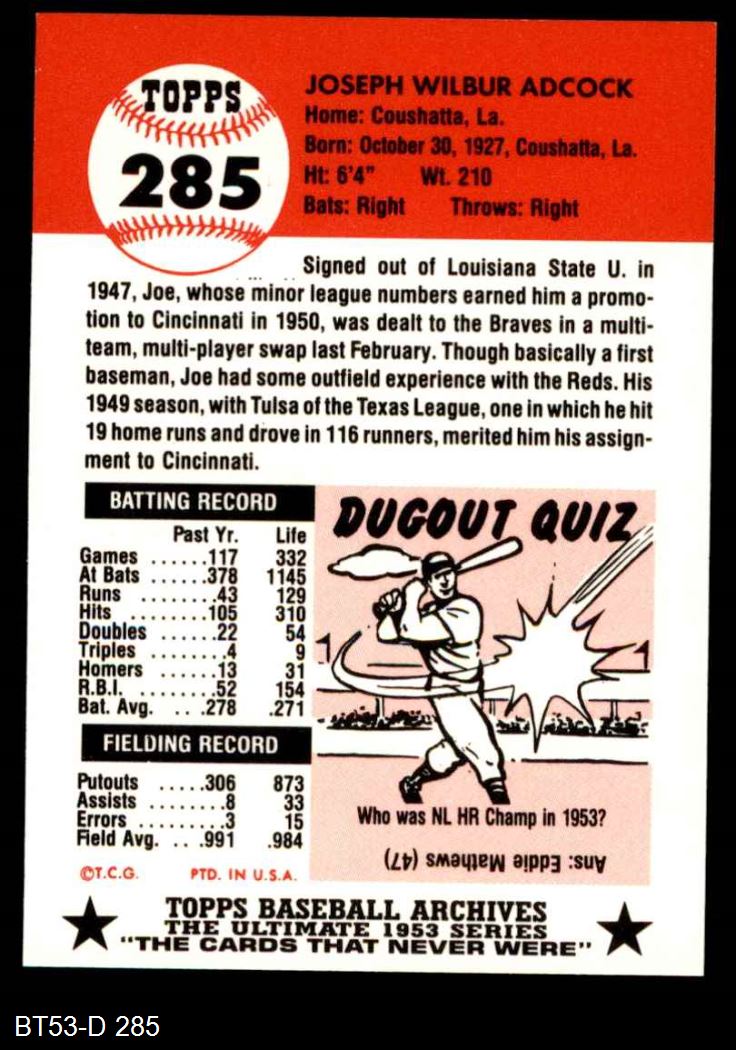 TOPPS
285
JOSEPH WILBUR ADCOCK
Home: Coushatta, La.
Born: October 30, 1927, Coushatta, La.
Ht: 6'4" Wt. 210
Bats: Right Throws: Right
Signed out of Louisiana State U. in
1947, Joe, whose minor league numbers earned him a promo-
tion to Cincinnati in 1950, was dealt to the Braves in a multi-
team, multi-player swap last February. Though basically a first
baseman, Joe had some outfield experience with the Reds. His
1949 season, with Tulsa of the Texas League, one in which he hit
19 home runs and drove in 116 runners, merited him his assign-
ment to Cincinnati.
BATTING RECORD
Past Yr. Life
Games ......117 332
At Bats ......378 1145
Runs ......43 129
Hits ......105 310
Doubles ......22 54
Triples ......4 9
Homers ......13 31
R.B.I. ........52 154
Bat. Avg. ...278 .271
FIELDING RECORD
Putouts .....306 873
Assists ........8 33
Errors ........3 15
Field Avg. ...991 .984
©T.C.G. PTD. IN U.S.A.
DUGOUT QUIZ
Who was NL HR Champ in 1953?
Ans: Eddie Mathews (47)
TOPPS BASEBALL ARCHIVES
THE ULTIMATE 1953 SERIES
"THE CARDS THAT NEVER WERE"
BT53-D 285